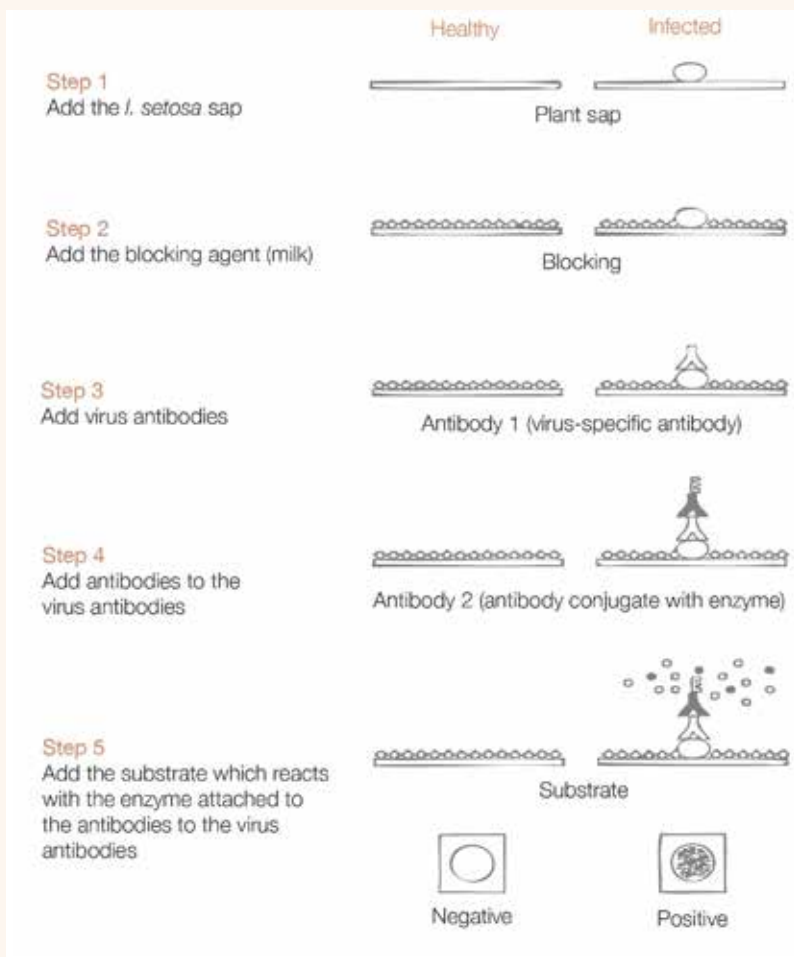 Healthy
Infected
Step 1
Add the I. setosa sap
Plant sap
Step 2
Add the blocking agent (milk)
Blocking
Step 3
Add virus antibodies
Antibody 1 (virus-specific antibody)
Step 4
Add antibodies to the
virus antibodies
Antibody 2 (antibody conjugate with enzyme)
Step 5
Add the substrate which reacts
with the enzyme attached to
the antibodies to the virus
antibodies
Substrate
Negative
Positive